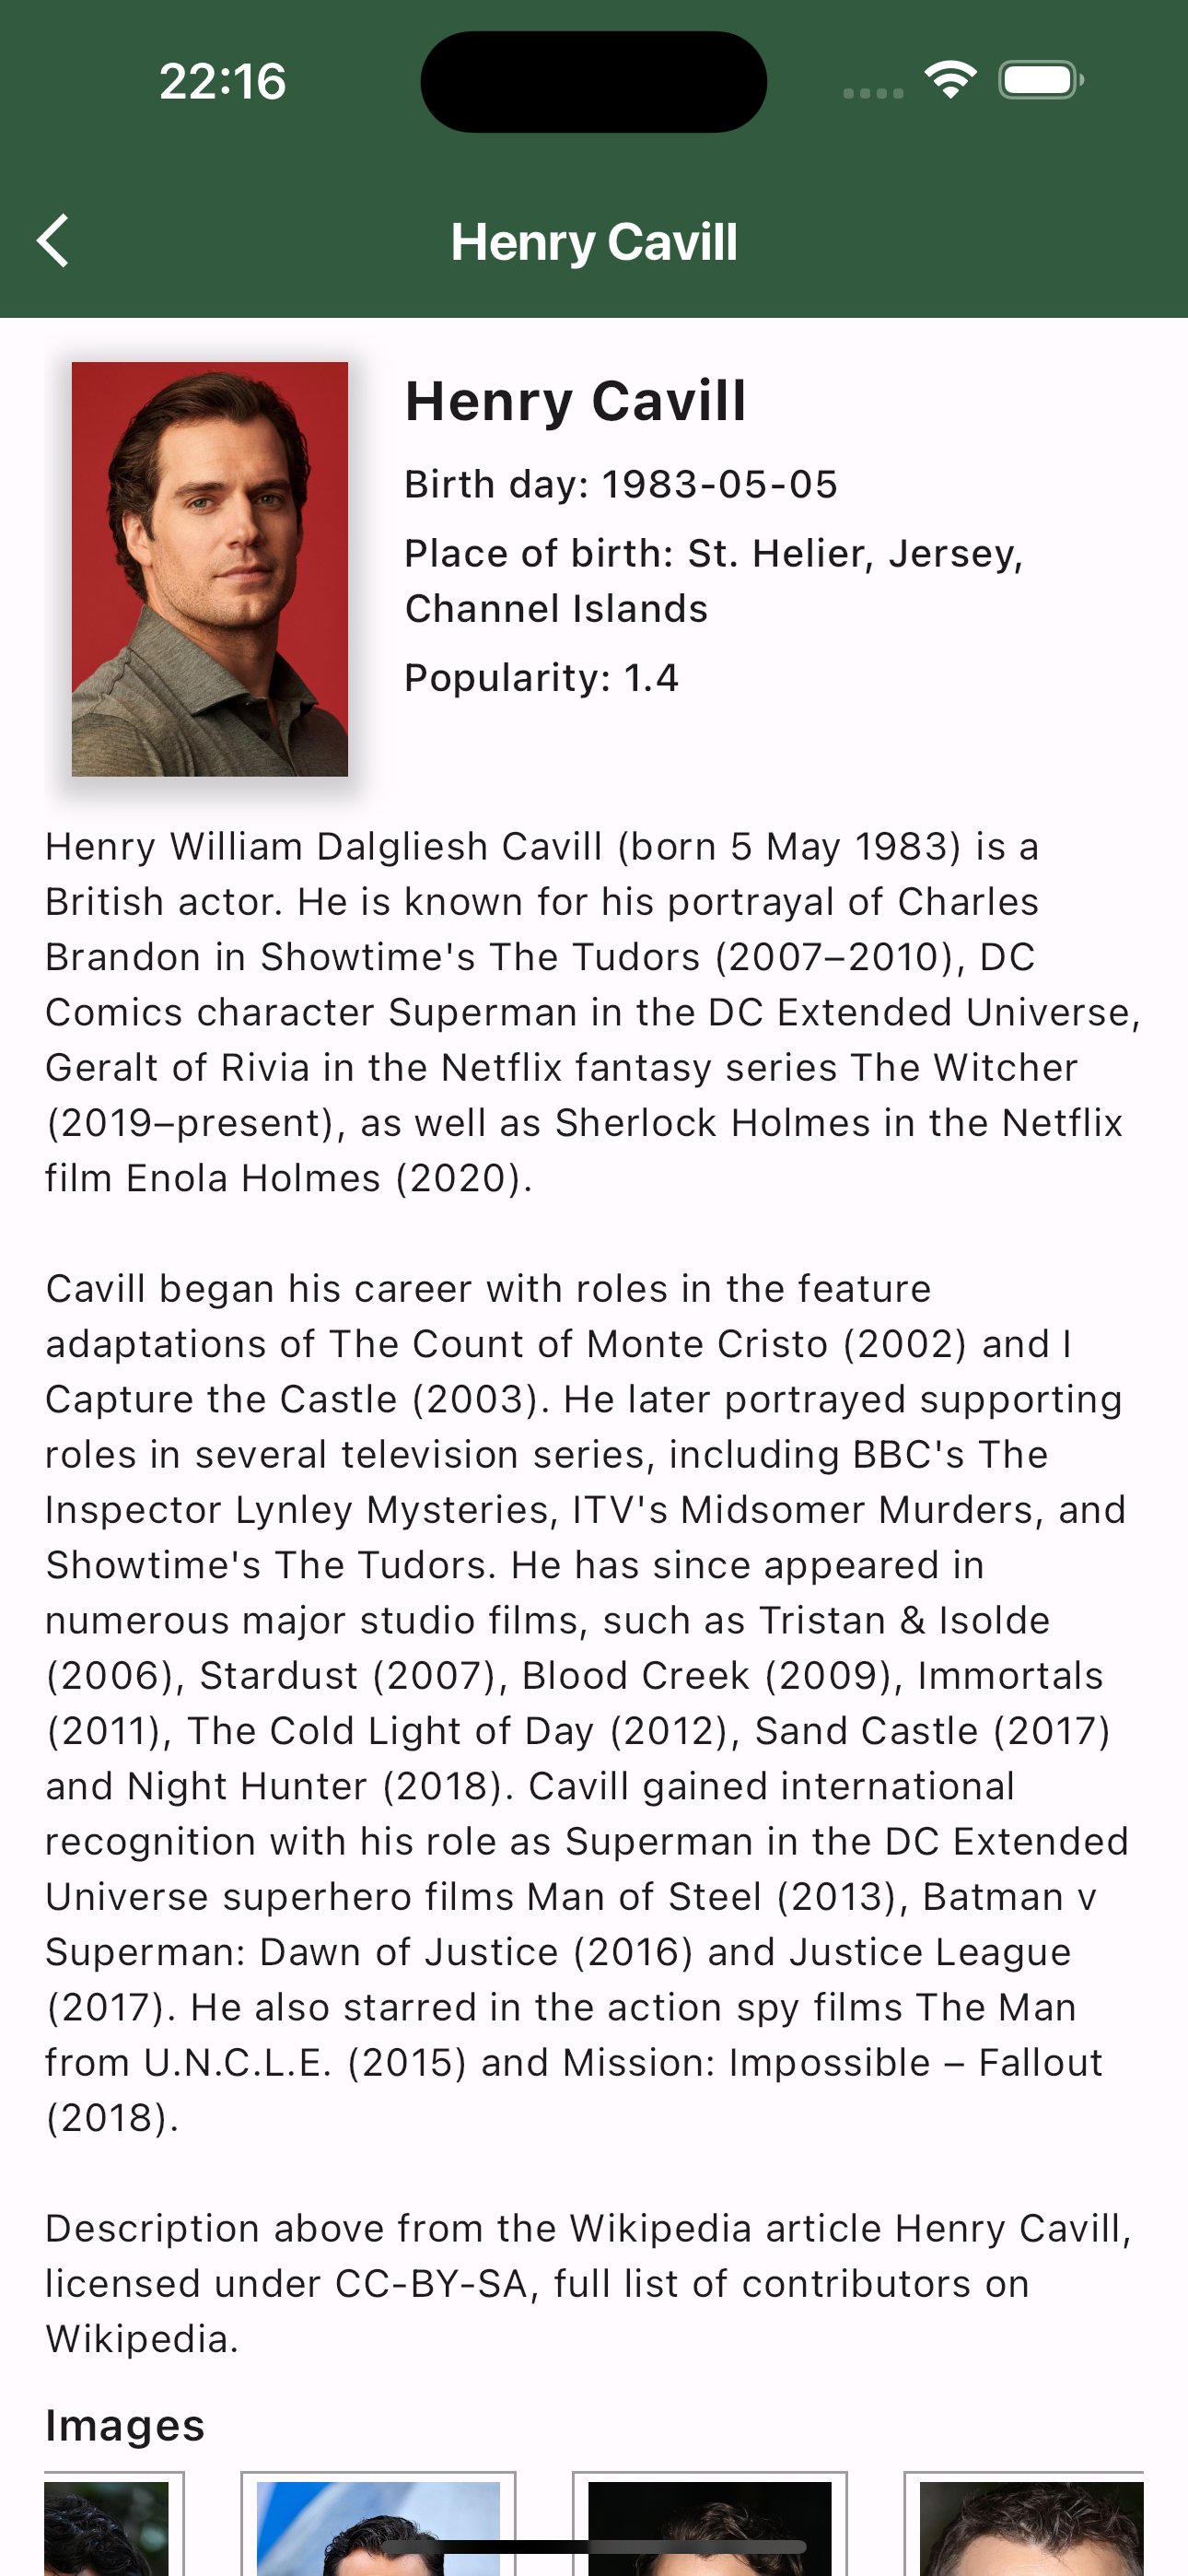 22:16
Henry Cavill
Henry Cavill
Birth day: 1983-05-05
Place of birth: St. Helier, Jersey,
Channel Islands
Popularity: 1.4
Henry William Dalgliesh Cavill (born 5 May 1983) is a
British actor. He is known for his portrayal of Charles
Brandon in Showtime's The Tudors (2007–2010), DC
Comics character Superman in the DC Extended Universe,
Geralt of Rivia in the Netflix fantasy series The Witcher
(2019–present), as well as Sherlock Holmes in the Netflix
film Enola Holmes (2020).
Cavill began his career with roles in the feature
adaptations of The Count of Monte Cristo (2002) and I
Capture the Castle (2003). He later portrayed supporting
roles in several television series, including BBC's The
Inspector Lynley Mysteries, ITV's Midsomer Murders, and
Showtime's The Tudors. He has since appeared in
numerous major studio films, such as Tristan & Isolde
(2006), Stardust (2007), Blood Creek (2009), Immortals
(2011), The Cold Light of Day (2012), Sand Castle (2017)
and Night Hunter (2018). Cavill gained international
recognition with his role as Superman in the DC Extended
Universe superhero films Man of Steel (2013), Batman v
Superman: Dawn of Justice (2016) and Justice League
(2017). He also starred in the action spy films The Man
from U.N.C.L.E. (2015) and Mission: Impossible – Fallout
(2018).
Description above from the Wikipedia article Henry Cavill,
licensed under CC-BY-SA, full list of contributors on
Wikipedia.
Images